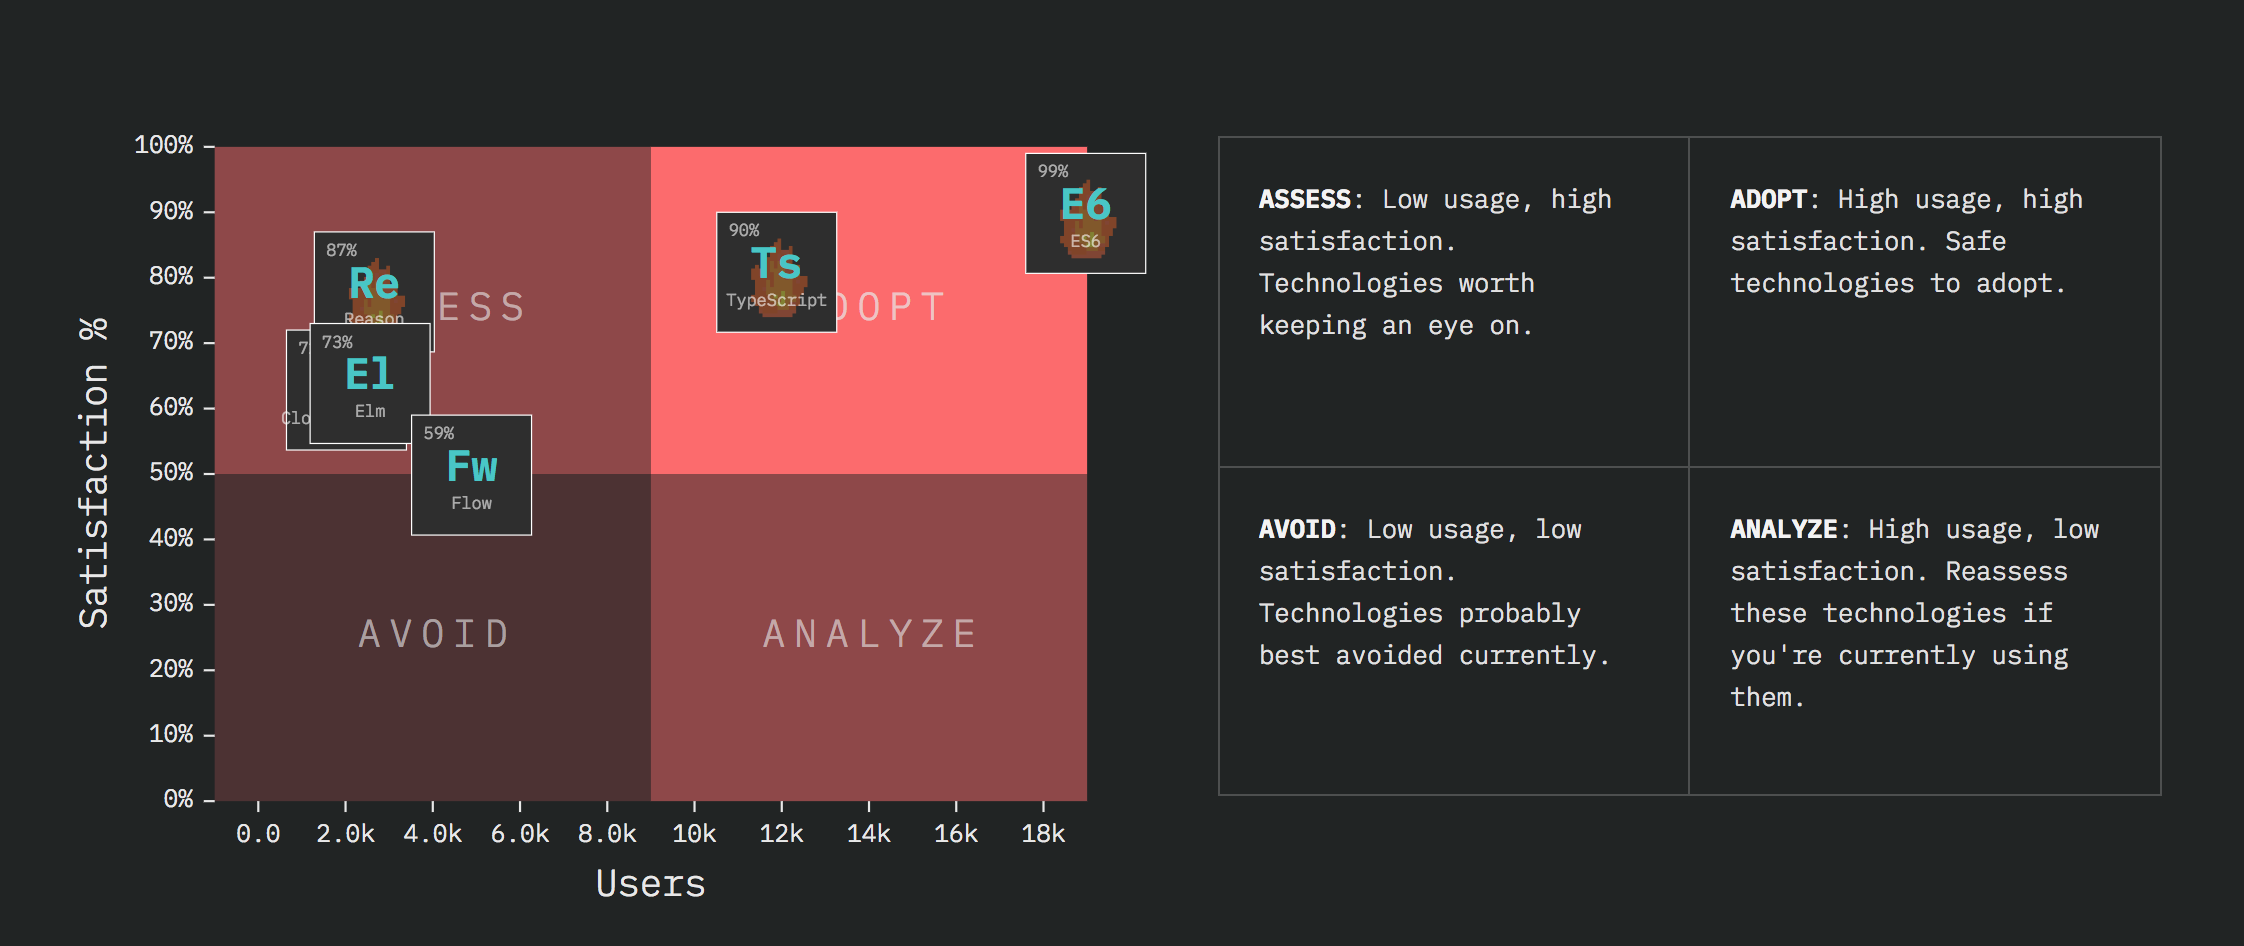 100%
90%
80%
70%
60%
50%
40%
30%
20%
10%
0%
Satisfaction %
0.0 2.0k 4.0k 6.0k 8.0k 10k 12k 14k 16k 18k
Users
87%
Re
Reason
ESS
73%
El
Elm
Clo
59%
Fw
Flow
90%
Ts
TypeScript
DOPT
99%
E6
ES6
AVOID
ANALYZE
ASSESS: Low usage, high
satisfaction.
Technologies worth
keeping an eye on.
ADOPT: High usage, high
satisfaction. Safe
technologies to adopt.
AVOID: Low usage, low
satisfaction.
Technologies probably
best avoided currently.
ANALYZE: High usage, low
satisfaction. Reassess
these technologies if
you're currently using
them.